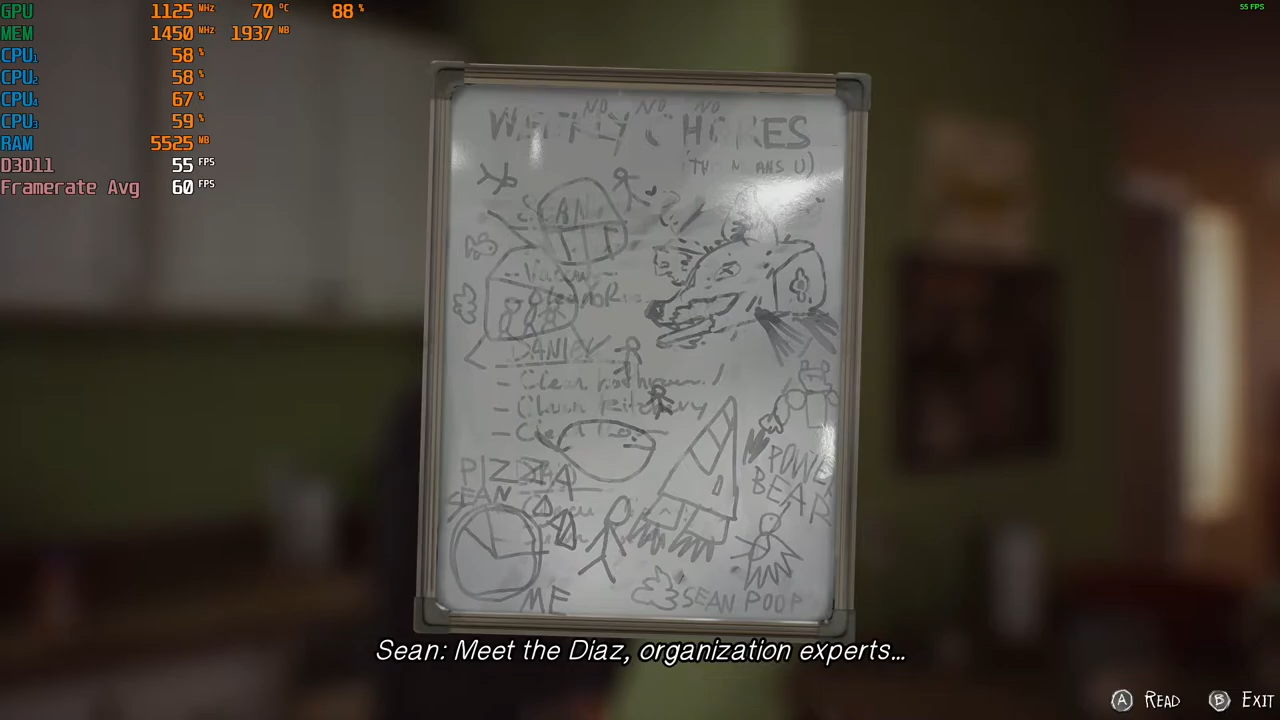 GPU 1125 MHz 70 °C 88 %
55 FPS
MEM 1450 MHz 1937 MB
CPU1 58 %
CPU2 58 %
CPU4 67 %
CPU3 59 %
RAM 5525 MB
D3D11 55 FPS
Framerate Avg 60 FPS
NO NO NO
WEEKLY CHORES
SEAN
DANIEL
- Clean bathroom
- Clean Kitchen
PIZZA
SEAN
POWER
BEAR
ME
SEAN POOP
Sean: Meet the Diaz, organization experts...
A READ B EXIT